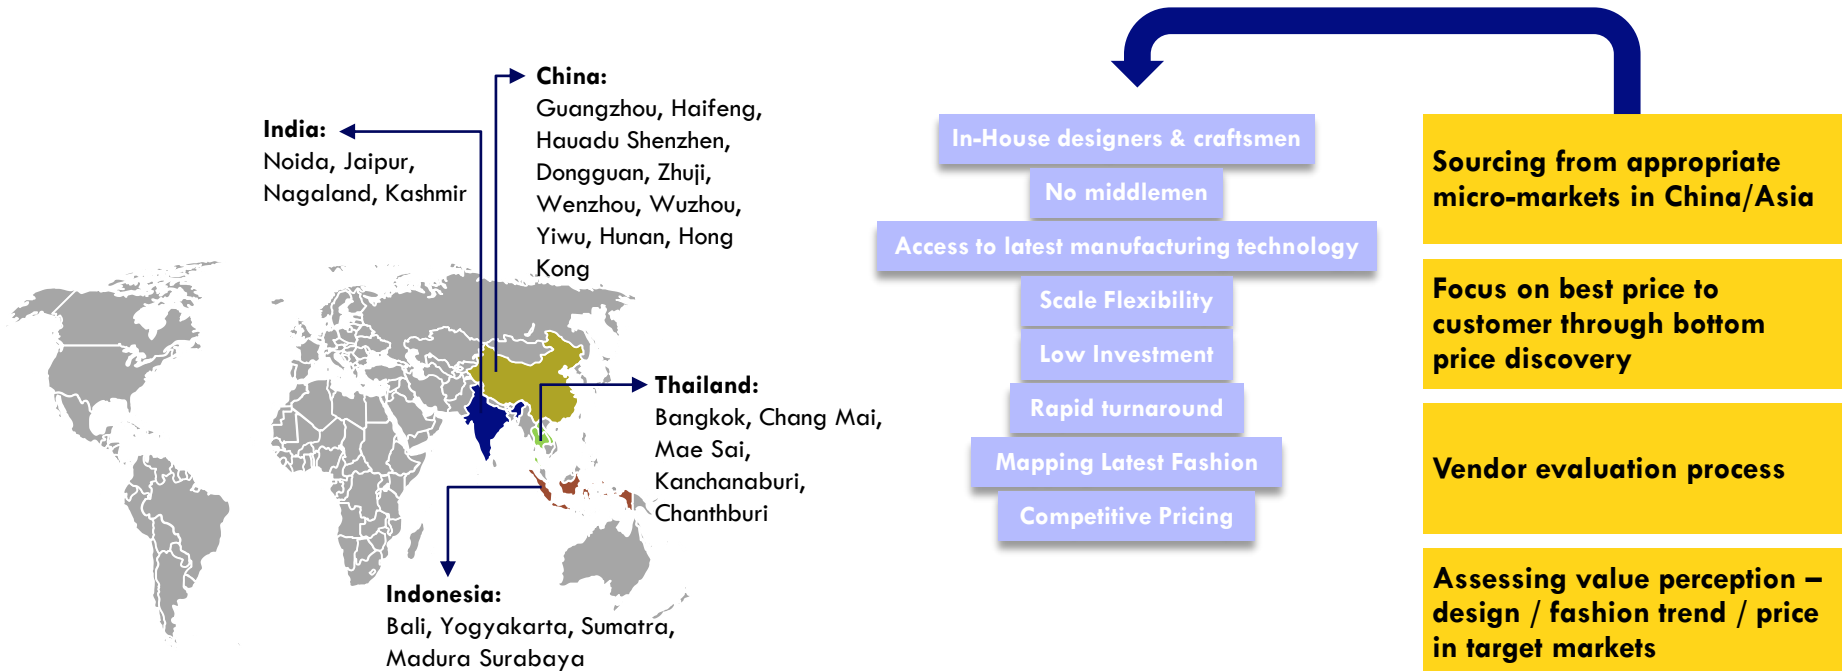 China:
Guangzhou, Haifeng,
Hauadu Shenzhen,
Dongguan, Zhuji,
Wenzhou, Wuzhou,
Yiwu, Hunan, Hong
Kong
India:
Noida, Jaipur,
Nagaland, Kashmir
Thailand:
Bangkok, Chang Mai,
Mae Sai,
Kanchanaburi,
Chanthburi
Indonesia:
Bali, Yogyakarta, Sumatra,
Madura Surabaya
In-House designers & craftsmen
No middlemen
Access to latest manufacturing technology
Scale Flexibility
Low Investment
Rapid turnaround
Mapping Latest Fashion
Competitive Pricing
Sourcing from appropriate
micro-markets in China/Asia
Focus on best price to
customer through bottom
price discovery
Vendor evaluation process
Assessing value perception –
design / fashion trend / price
in target markets